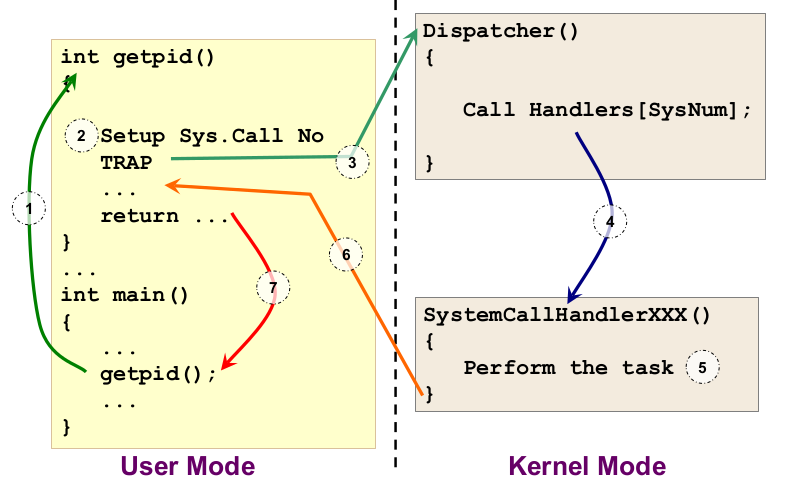 int getpid()
{
2 Setup Sys.Call No
TRAP
3
...
1
return ...
}
...
int main()
{
...
getpid();
...
}
6
7
User Mode
Dispatcher()
{
Call Handlers[SysNum];
}
4
SystemCallHandlerXXX()
{
Perform the task 5
}
Kernel Mode